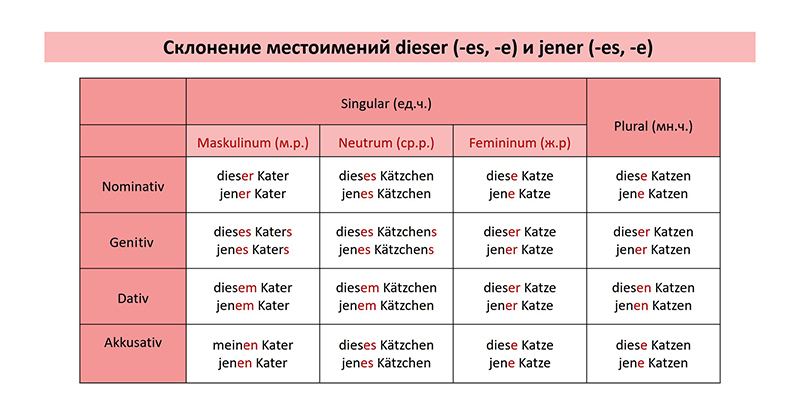 Склонение местоимений dieser (-es, -e) и jener (-es, -e)
Singular (ед.ч.)
Plural (мн.ч.)
Maskulinum (м.р.) Neutrum (ср.р.) Femininum (ж.р)
Nominativ
dieser Kater dieses Kätzchen diese Katze diese Katzen
jener Kater jenes Kätzchen jene Katze jene Katzen
Genitiv
dieses Katers dieses Kätzchens dieser Katze dieser Katzen
jenes Katers jenes Kätzchens jener Katze jener Katzen
Dativ
diesem Kater diesem Kätzchen dieser Katze diesen Katzen
jenem Kater jenem Kätzchen jener Katze jenen Katzen
Akkusativ
meinen Kater dieses Kätzchen diese Katze diese Katzen
jenen Kater jenes Kätzchen jene Katze jene Katzen